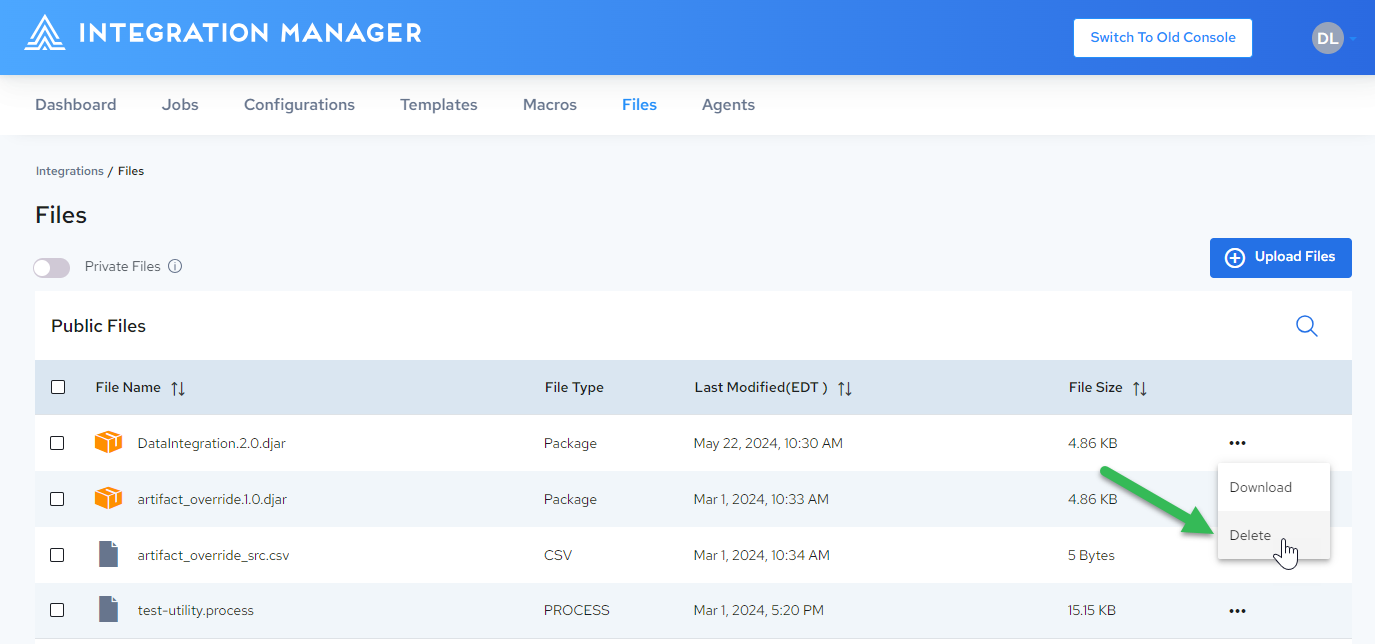 INTEGRATION MANAGER
Switch To Old Console
DL
Dashboard Jobs Configurations Templates Macros Files Agents
Integrations / Files
Files
Private Files
Upload Files
Public Files
File Name File Type Last Modified(EDT ) File Size
DataIntegration.2.0.djar Package May 22, 2024, 10:30 AM 4.86 KB •••
artifact_override.1.0.djar Package Mar 1, 2024, 10:33 AM 4.86 KB
Download
artifact_override_src.csv CSV Mar 1, 2024, 10:34 AM 5 Bytes
Delete
test-utility.process PROCESS Mar 1, 2024, 5:20 PM 15.15 KB •••